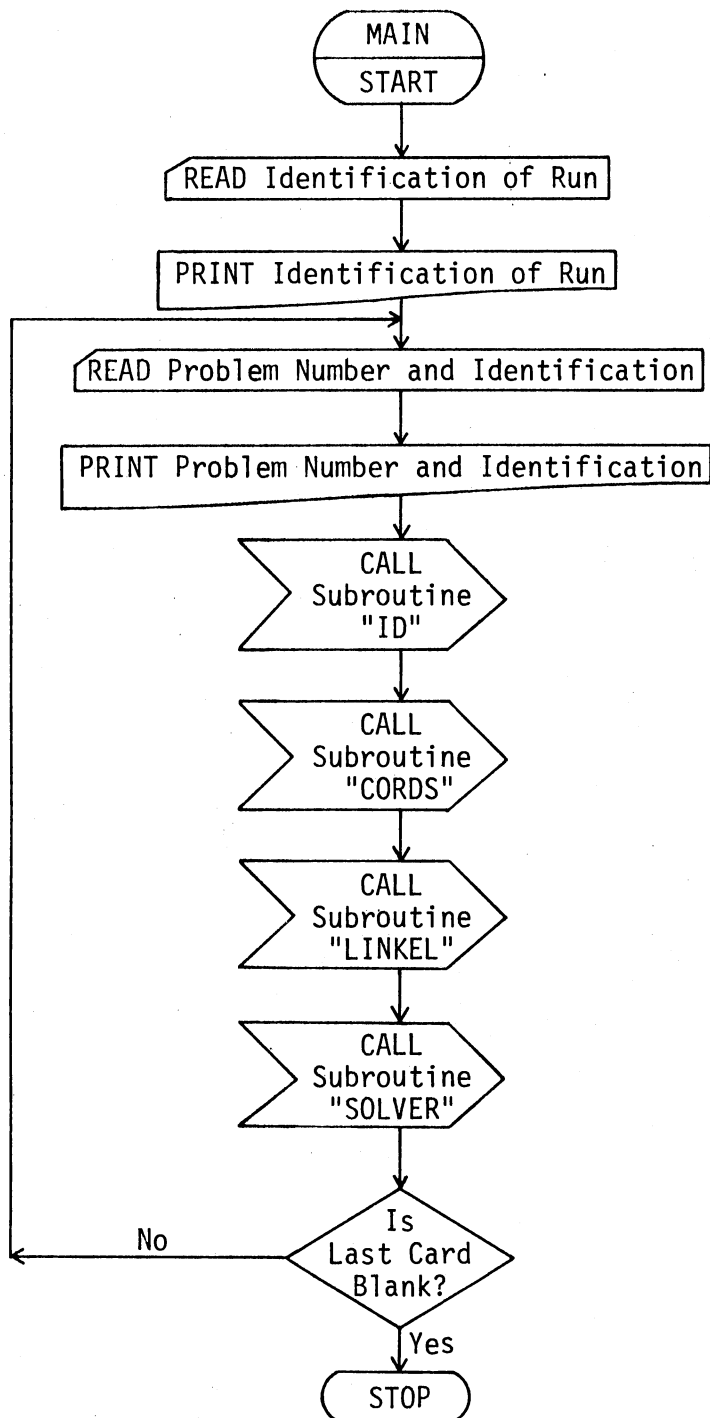 MAIN
START
READ Identification of Run
PRINT Identification of Run
READ Problem Number and Identification
PRINT Problem Number and Identification
CALL
Subroutine
"ID"
CALL
Subroutine
"CORDS"
CALL
Subroutine
"LINKEL"
CALL
Subroutine
"SOLVER"
Is
Last Card
Blank?
No
Yes
STOP